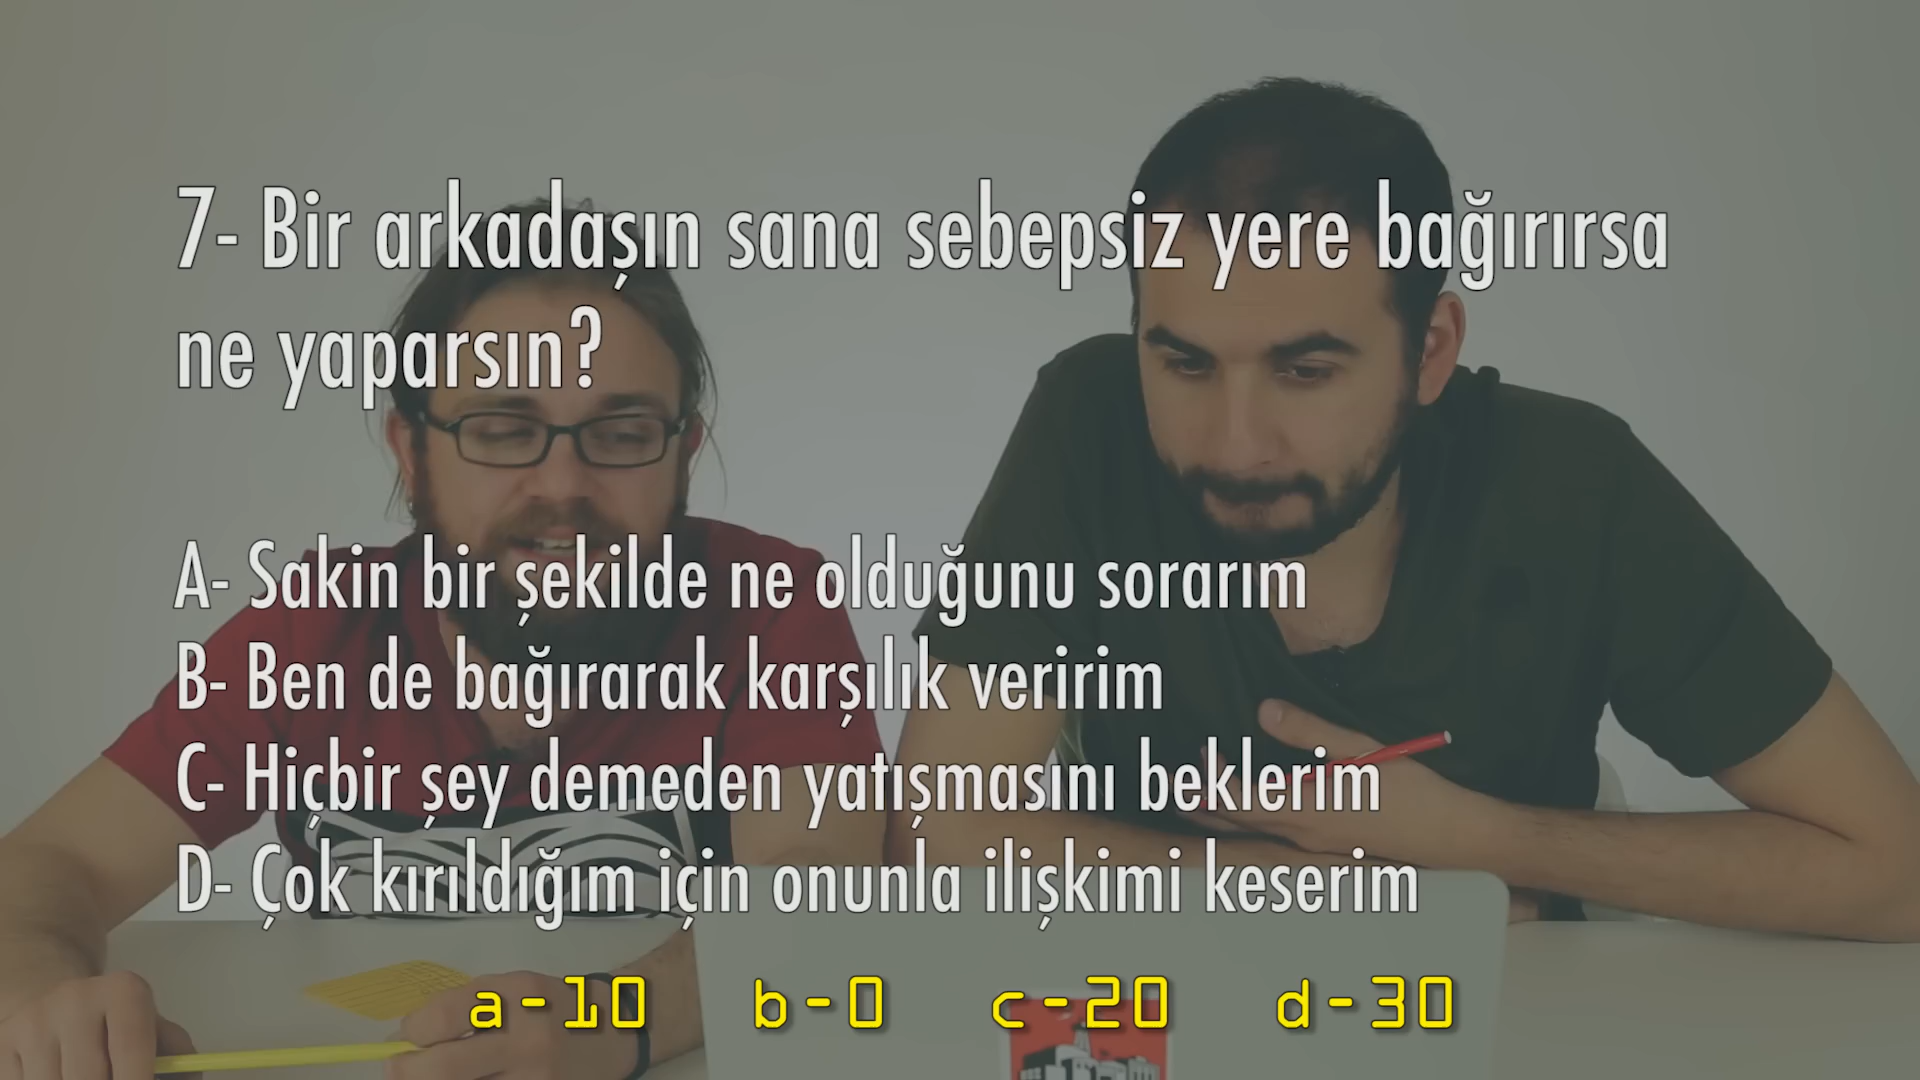 7- Bir arkadaşın sana sebepsiz yere bağırırsa
ne yaparsın?
A- Sakin bir şekilde ne olduğunu sorarım
B- Ben de bağırarak karşılık veririm
C- Hiçbir şey demeden yatışmasını beklerim
D- Çok kırıldığım için onunla ilişkimi keserim
a-10 b-0 c-20 d-30